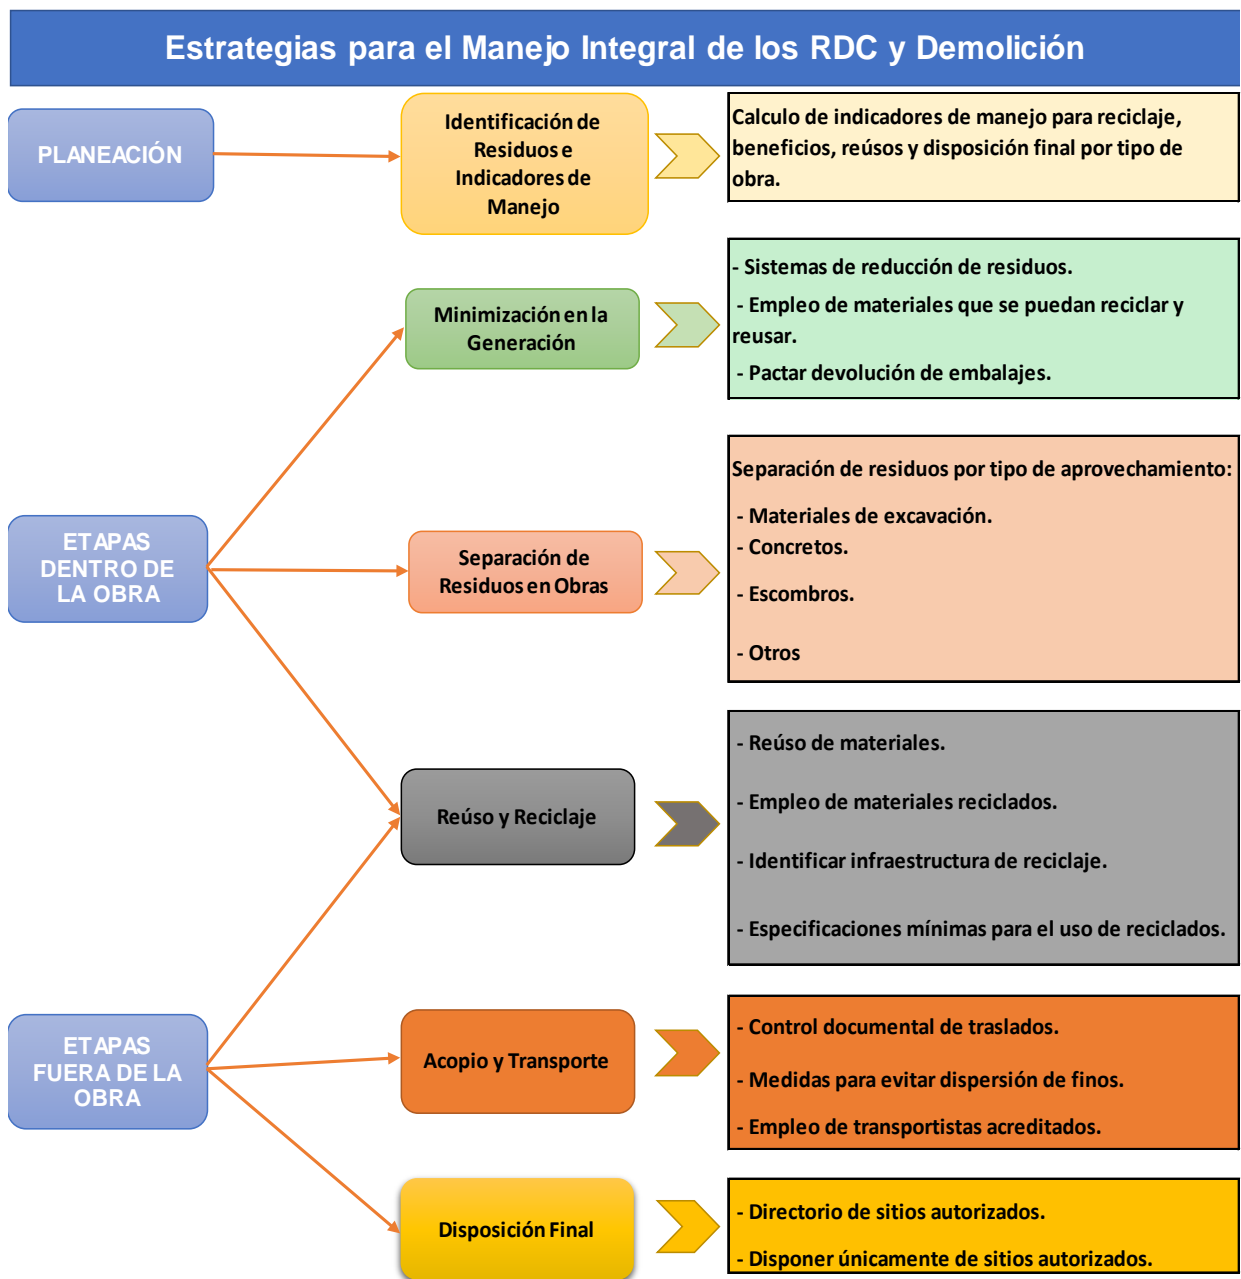 Estrategias para el Manejo Integral de los RDC y Demolición
PLANEACIÓN
Identificación de
Residuos e
Indicadores de
Manejo
Calculo de indicadores de manejo para reciclaje,
beneficios, reúsos y disposición final por tipo de
obra.
Minimización en la
Generación
- Sistemas de reducción de residuos.
- Empleo de materiales que se puedan reciclar y
reusar.
- Pactar devolución de embalajes.
ETAPAS
DENTRO DE
LA OBRA
Separación de
Residuos en Obras
Separación de residuos por tipo de aprovechamiento:
- Materiales de excavación.
- Concretos.
- Escombros.
- Otros
Reúso y Reciclaje
- Reúso de materiales.
- Empleo de materiales reciclados.
- Identificar infraestructura de reciclaje.
- Especificaciones mínimas para el uso de reciclados.
ETAPAS
FUERA DE LA
OBRA
Acopio y Transporte
- Control documental de traslados.
- Medidas para evitar dispersión de finos.
- Empleo de transportistas acreditados.
Disposición Final
- Directorio de sitios autorizados.
- Disponer únicamente de sitios autorizados.